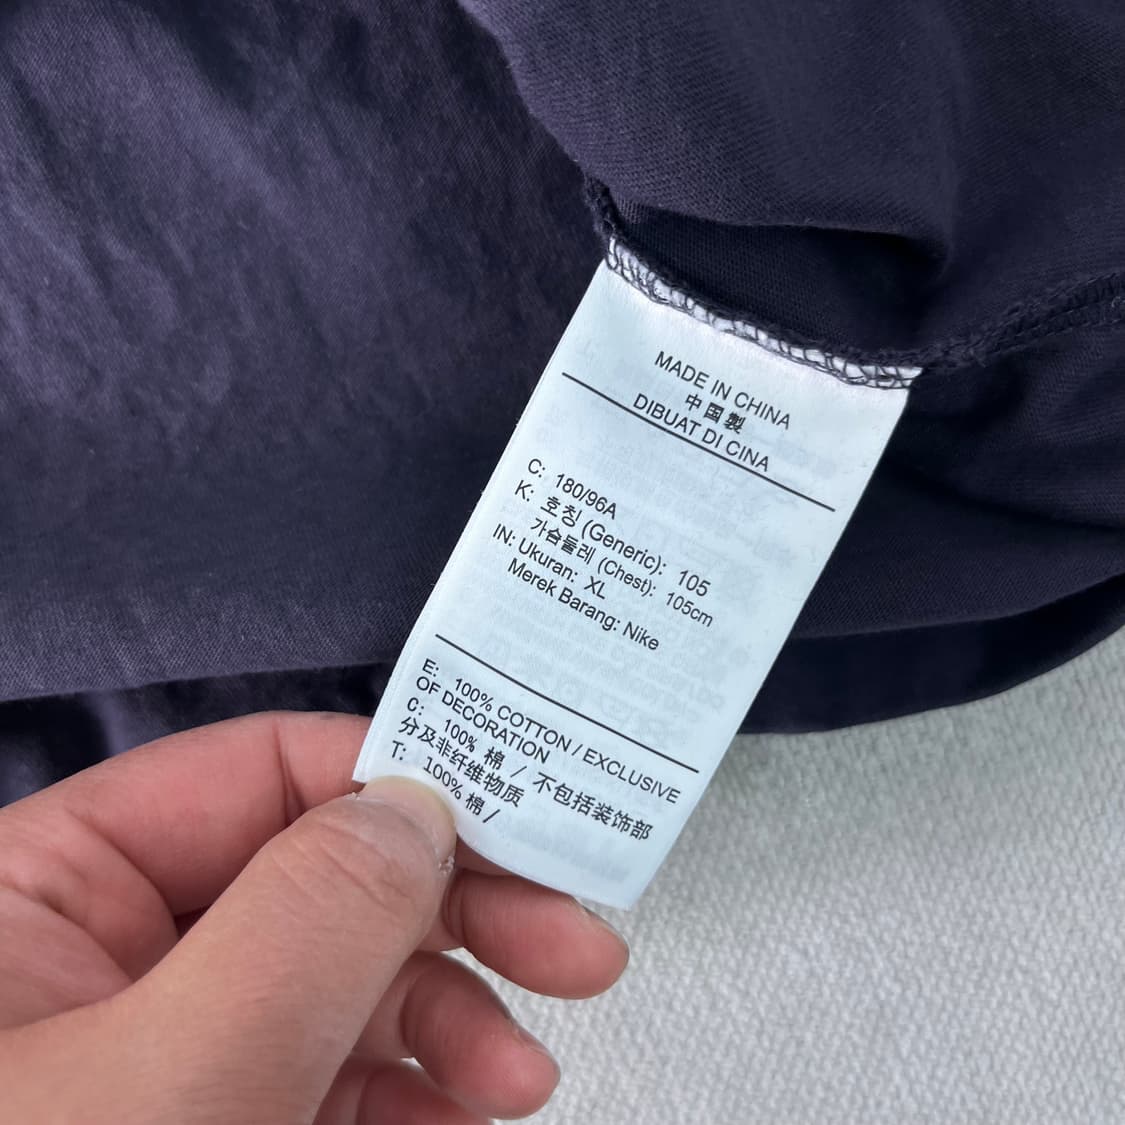 MADE IN CHINA
中国製
DIBUAT DI CINA
C: 180/96A
K: 호칭 (Generic): 105
가슴둘레 (Chest): 105cm
IN: Ukuran: XL
Merek Barang: Nike
E: 100% COTTON / EXCLUSIVE
OF DECORATION
C: 100% 棉 / 不包括装饰部
分及非纤维物质
T: 100% 棉 /